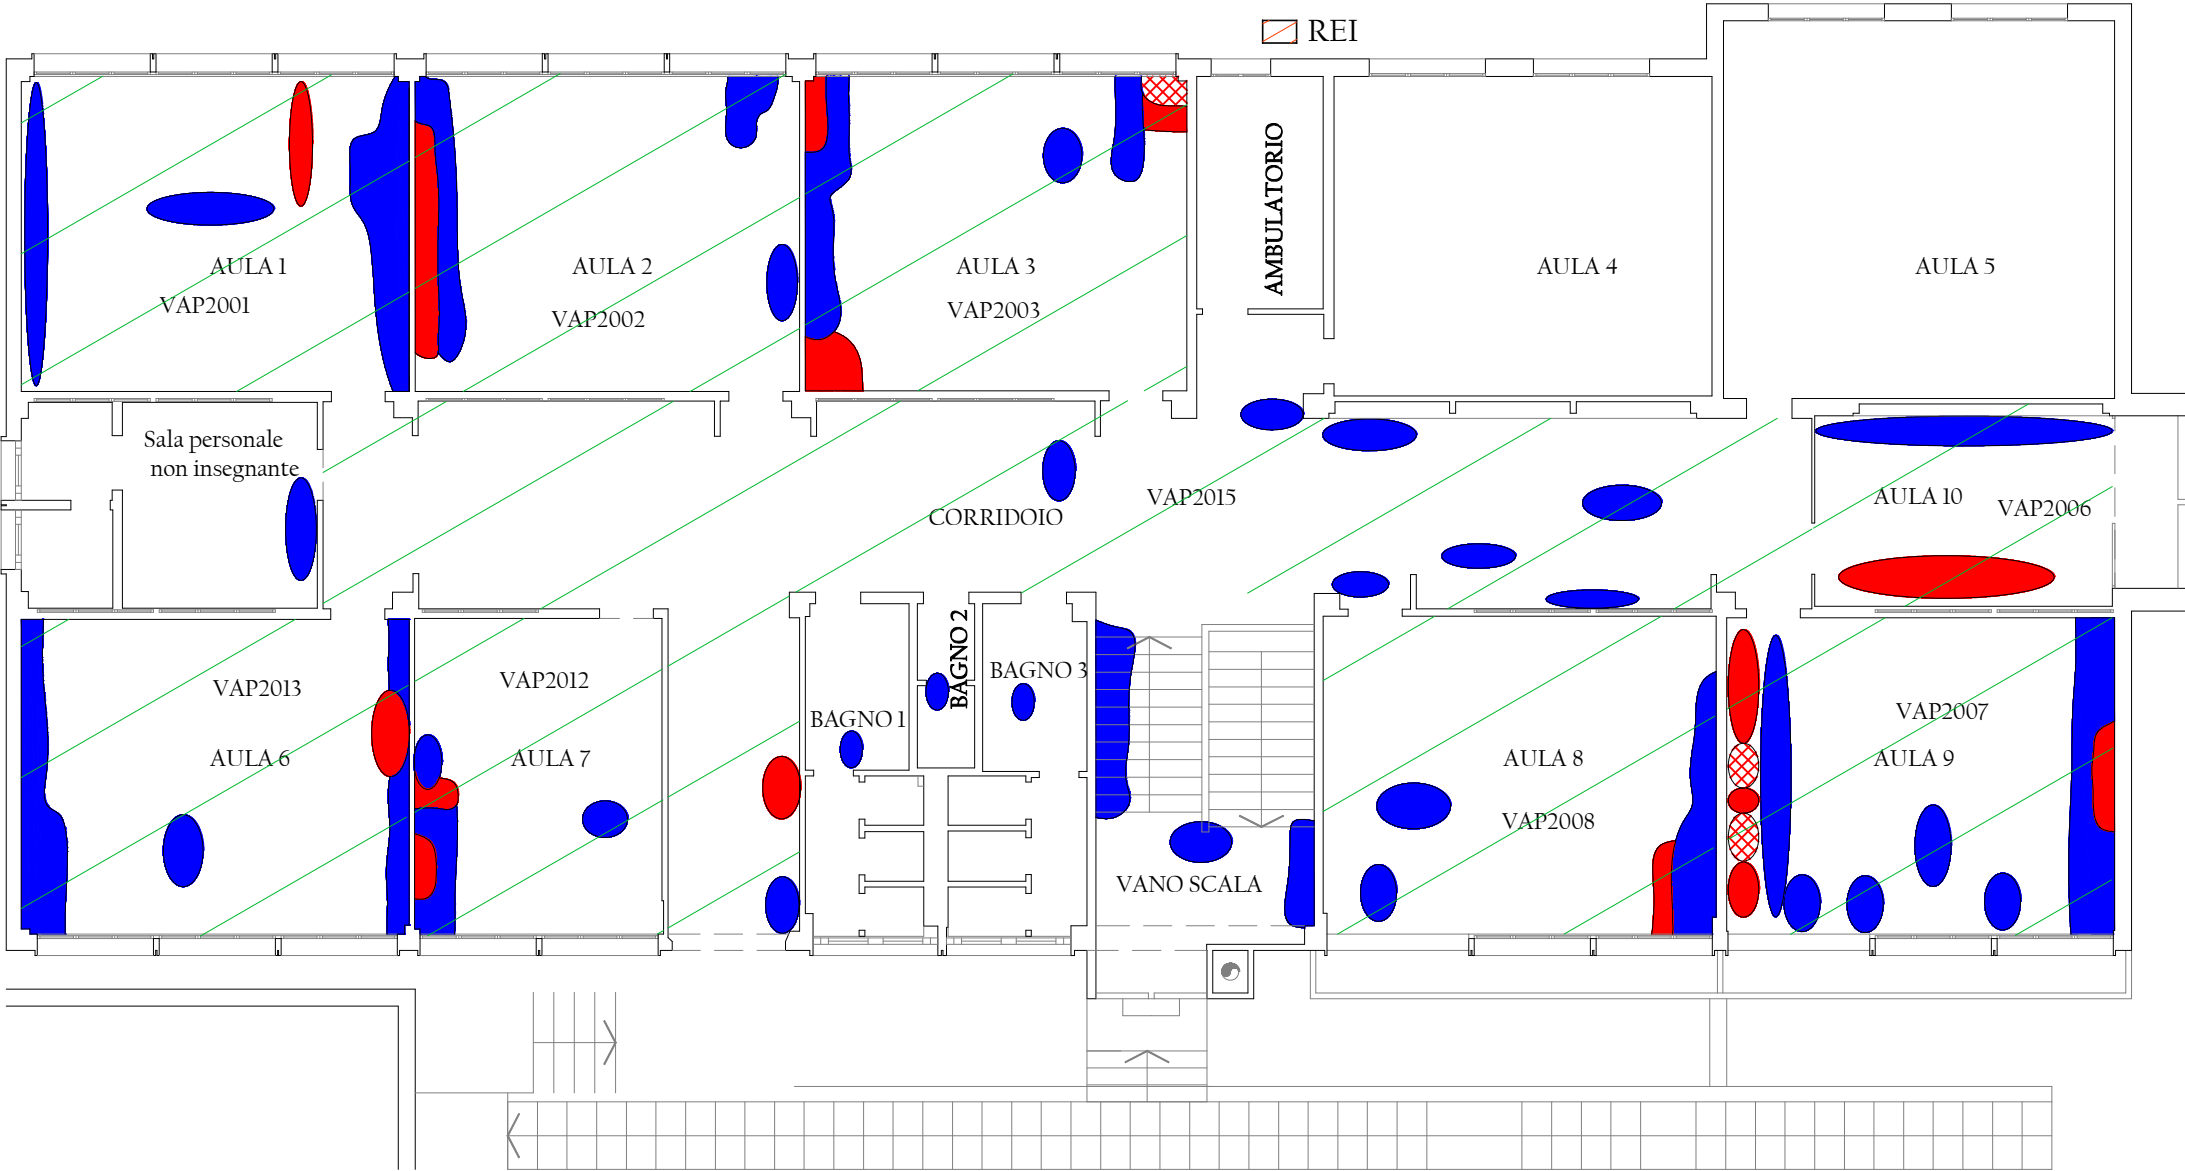 REI
AULA 1
VAP2001
AULA 2
VAP2002
AULA 3
VAP2003
AMBULATORIO
AULA 4
AULA 5
Sala personale
non insegnante
CORRIDOIO
VAP2015
AULA 10
VAP2006
VAP2013
AULA 6
VAP2012
AULA 7
BAGNO 1
BAGNO 2
BAGNO 3
VANO SCALA
AULA 8
VAP2008
VAP2007
AULA 9